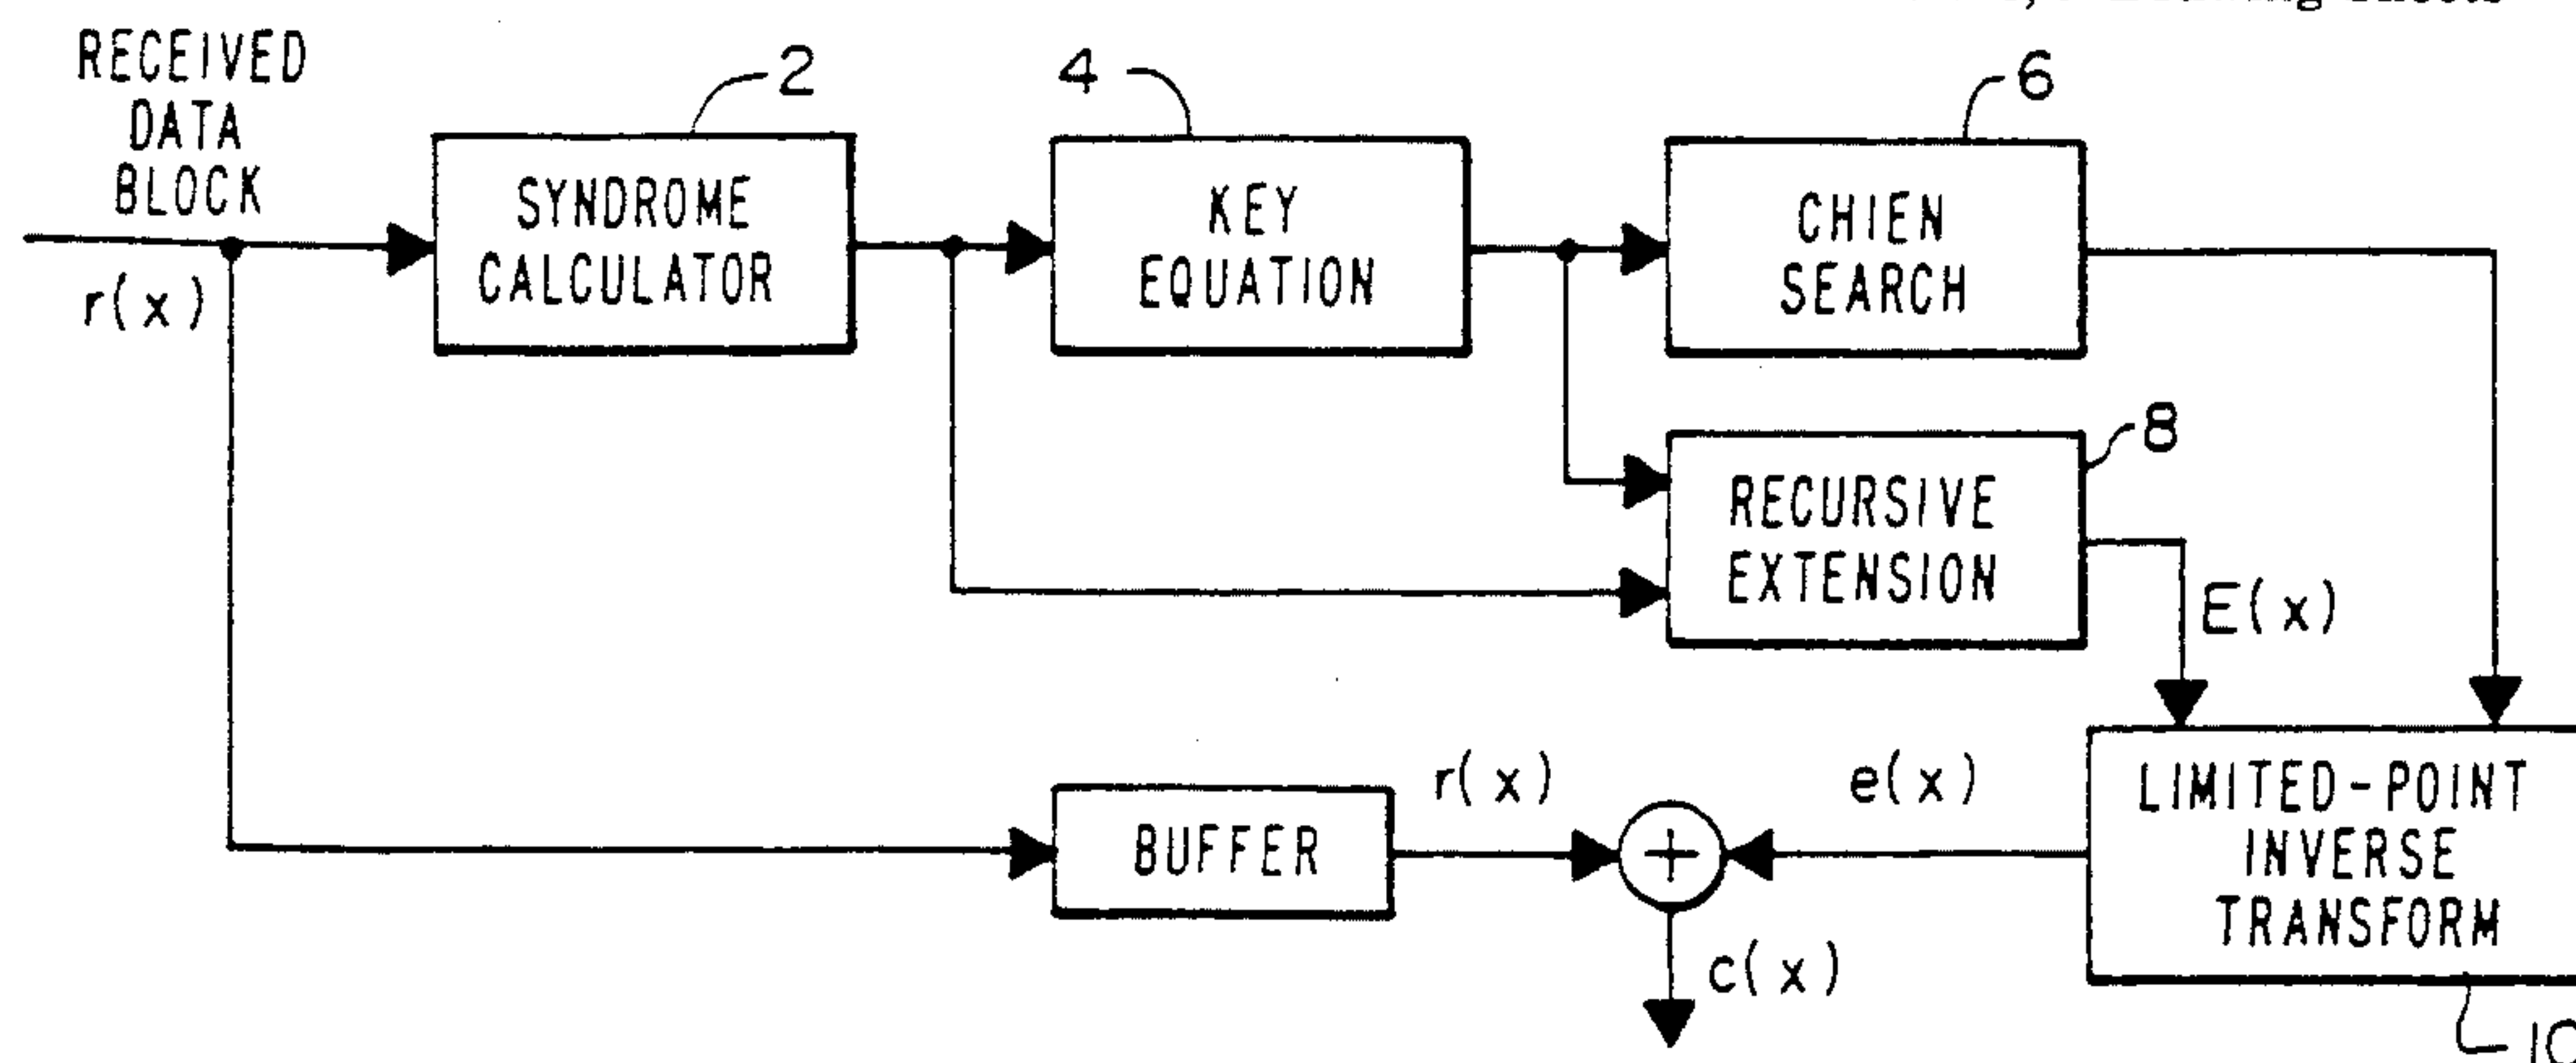 RECEIVED
DATA
BLOCK
r(x)
2
SYNDROME
CALCULATOR
4
KEY
EQUATION
6
CHIEN
SEARCH
8
RECURSIVE
EXTENSION
E(x)
BUFFER
r(x)
+
e(x)
c(x)
LIMITED-POINT
INVERSE
TRANSFORM
10